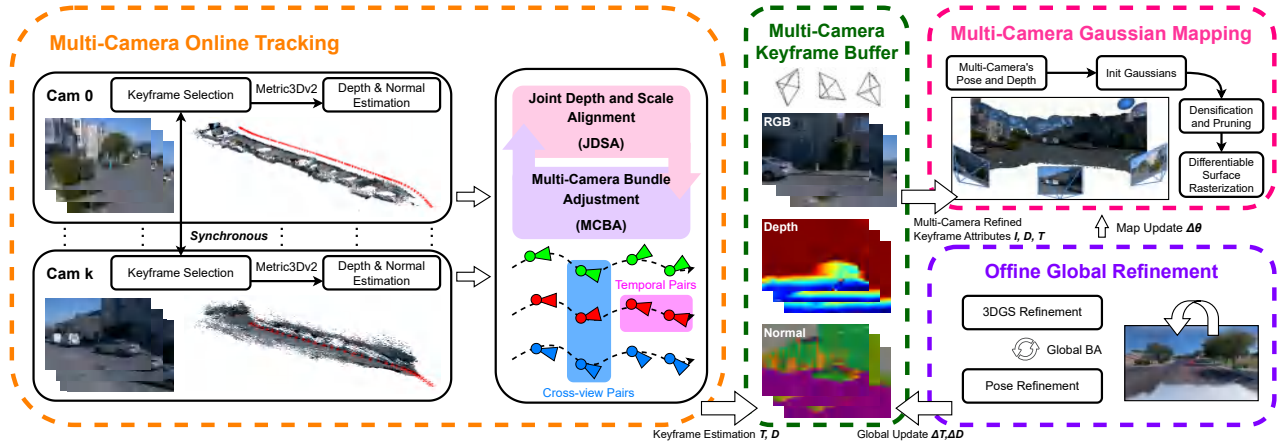 Multi-Camera Online Tracking
Cam 0
Keyframe Selection
Metric3Dv2
Depth & Normal
Estimation
Synchronous
Cam k
Keyframe Selection
Metric3Dv2
Depth & Normal
Estimation
Joint Depth and Scale
Alignment
(JDSA)
Multi-Camera Bundle
Adjustment
(MCBA)
Temporal Pairs
Cross-view Pairs
Keyframe Estimation T, D
Multi-Camera
Keyframe Buffer
RGB
Depth
Normal
Global Update ΔT,ΔD
Multi-Camera Gaussian Mapping
Multi-Camera's
Pose and Depth
Init Gaussians
Densification
and Pruning
Differentiable
Surface
Rasterization
Multi-Camera Refined
Keyframe Attributes I, D, T
Map Update Δθ
Offine Global Refinement
3DGS Refinement
Global BA
Pose Refinement